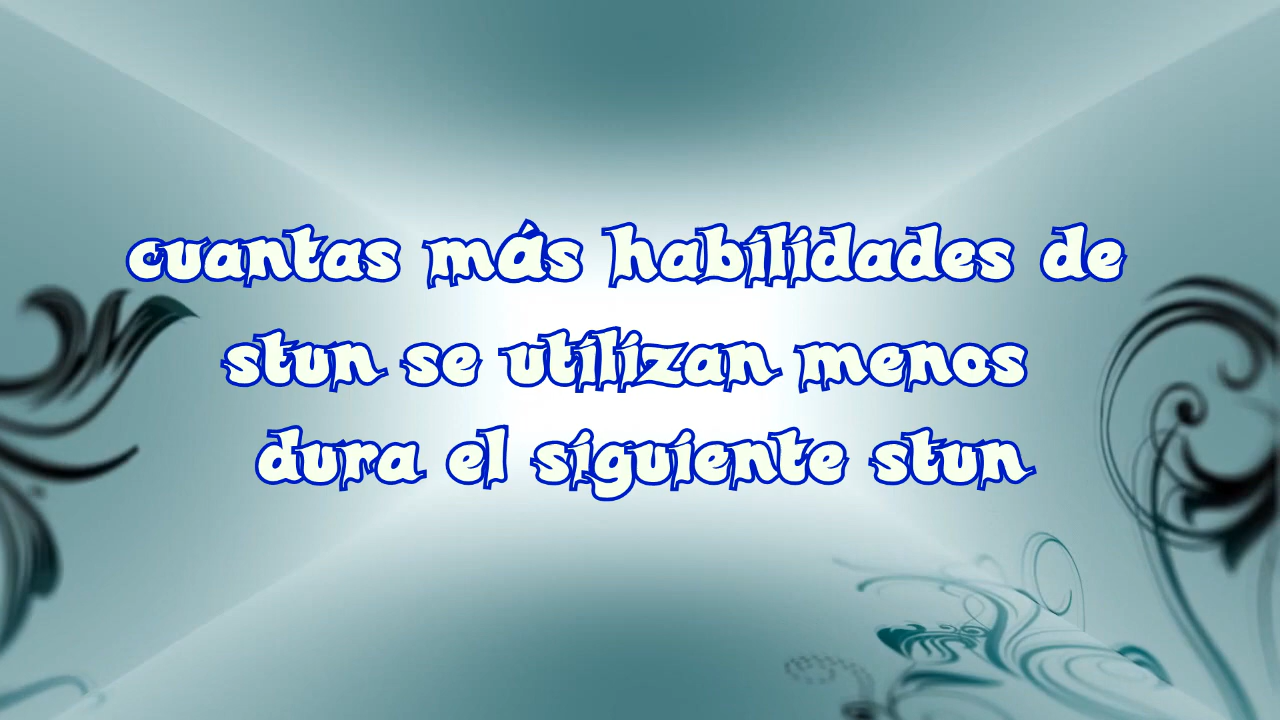 cuantas más habilidades de
stun se utilizan menos
dura el siguiente stun